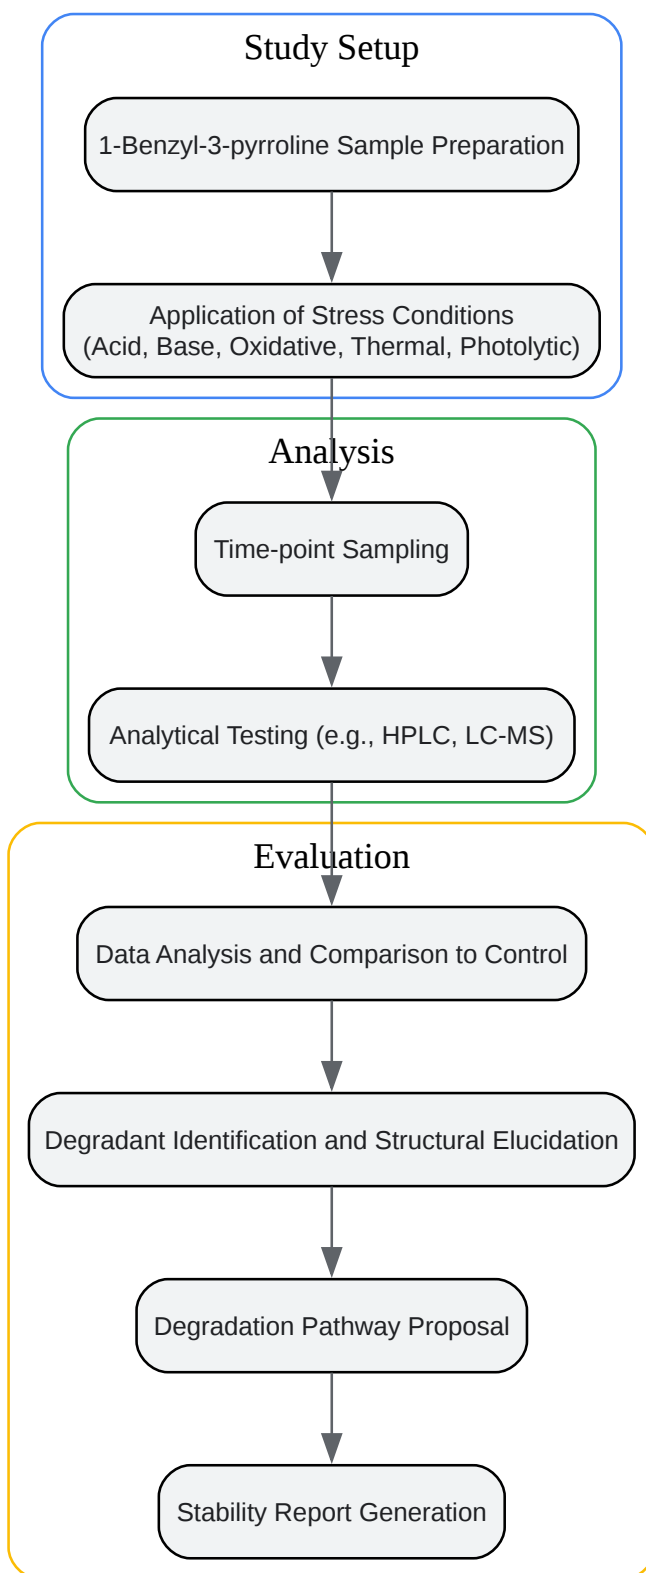 Study Setup
1-Benzyl-3-pyrroline Sample Preparation
Application of Stress Conditions
(Acid, Base, Oxidative, Thermal, Photolytic)
Analysis
Time-point Sampling
Analytical Testing (e.g., HPLC, LC-MS)
Evaluation
Data Analysis and Comparison to Control
Degradant Identification and Structural Elucidation
Degradation Pathway Proposal
Stability Report Generation